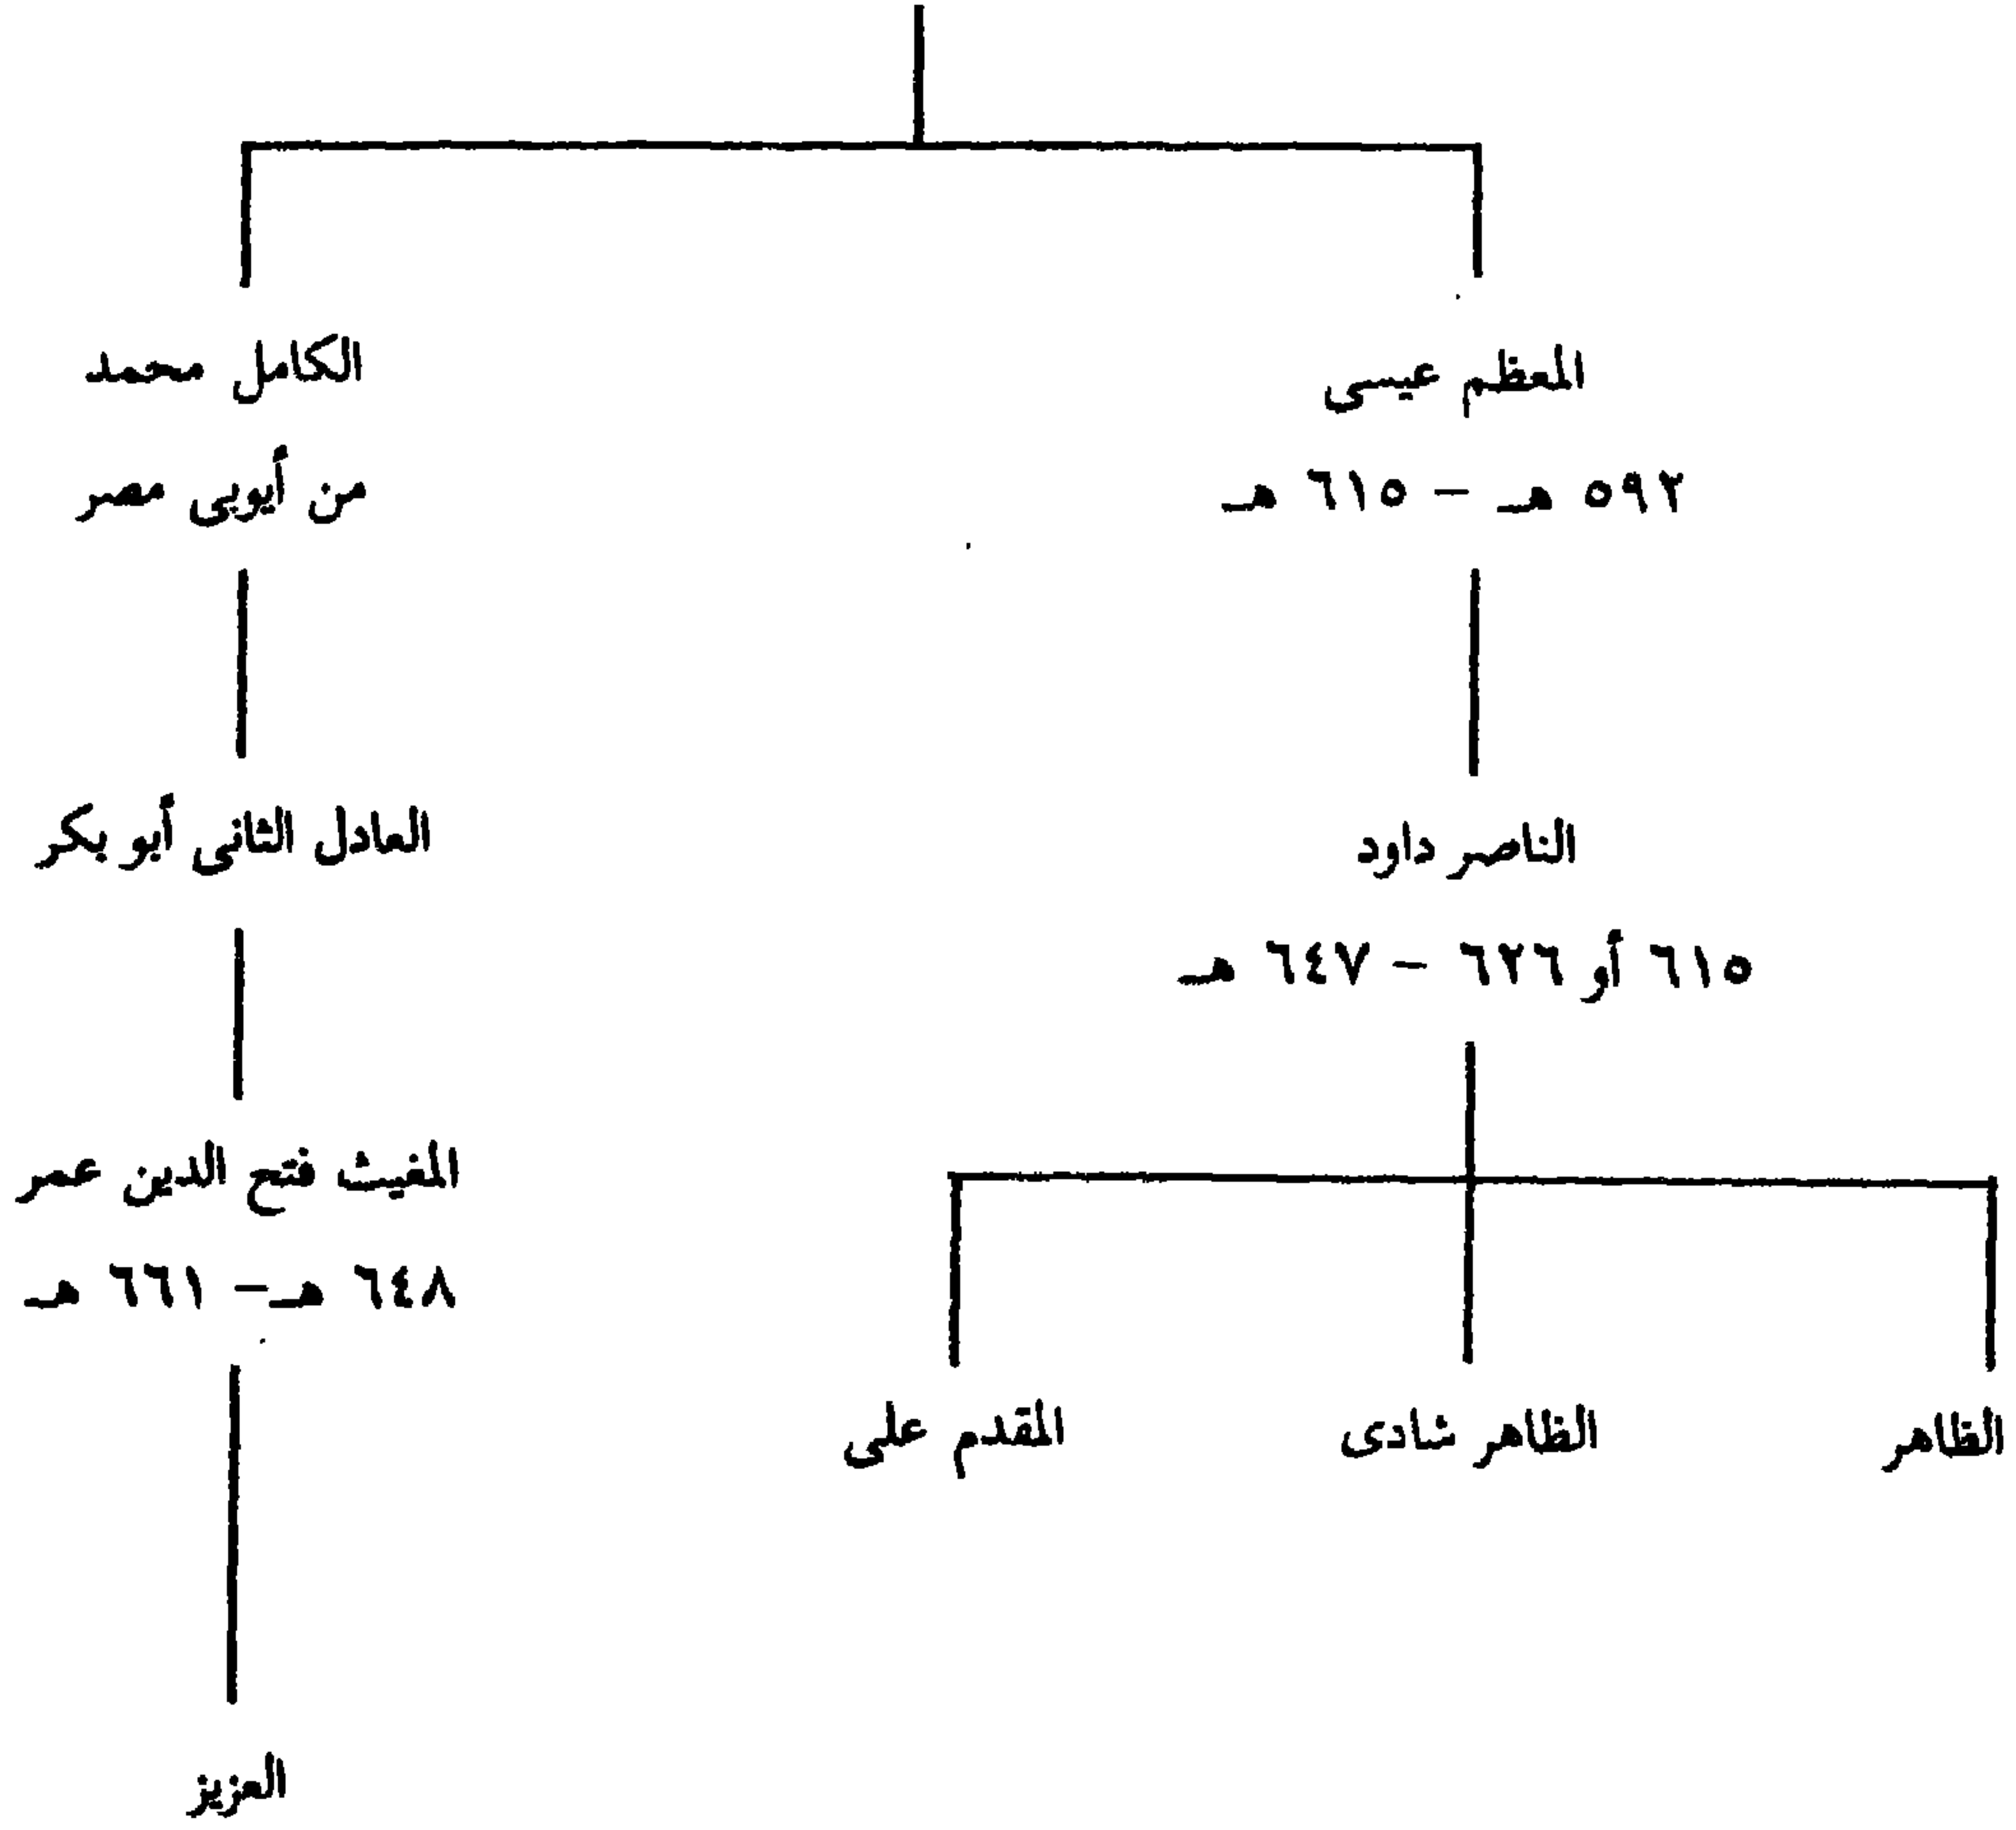 المعظم عيسى
٥٩٢ هـ – ٦١٥ هـ
الناصر داود
٦١٥ أو ٦٢٦ – ٦٤٧ هـ
الظاهر
الظاهر شادى
القدم على
الكامل محمد
من أيوبى مصر
العادل الثانى أبو بكر
المغيث فتح الدين عمر
٦٤٨ هـ – ٦٦١ هـ
العزيز